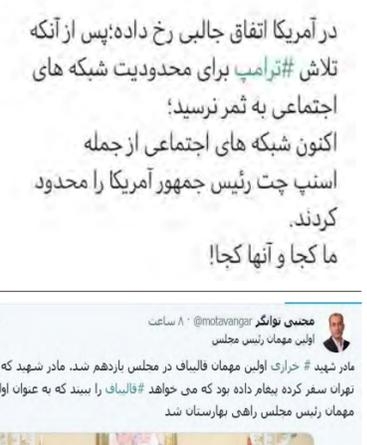 در آمریکا اتفاق جالبی رخ داده؛پس از آنکه
تلاش #ترامپ برای محدودیت شبکه های
اجتماعی به ثمر نرسید؛
اکنون شبکه های اجتماعی از جمله
اسنپ چت رئیس جمهور آمریکا را محدود
کردند.
ما کجا و آنها کجا!
مجتبی توانگر @motavangar · ۸ ساعت
اولین مهمان رئیس مجلس
مادر شهید # خرازی اولین مهمان قالیباف در مجلس یازدهم شد. مادر شهید که
تهران سفر کرده پیغام داده بود که می خواهد #قالیباف را ببیند که به عنوان
مهمان رئیس مجلس راهی بهارستان شد